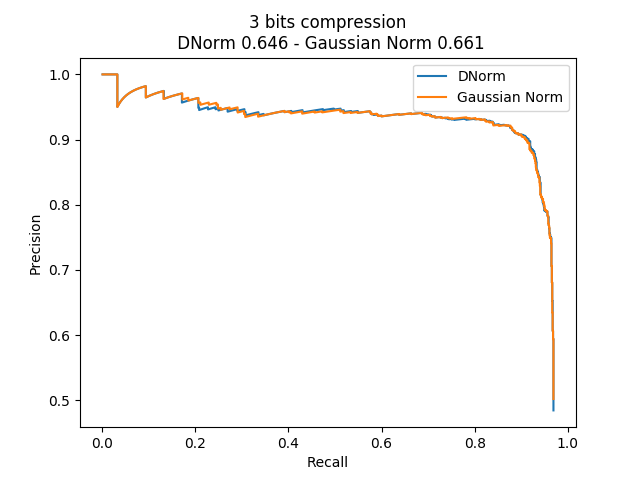 3 bits compression
DNorm 0.646 - Gaussian Norm 0.661
DNorm
Gaussian Norm
1.0
0.9
0.8
0.7
0.6
0.5
Precision
0.0 0.2 0.4 0.6 0.8 1.0
Recall